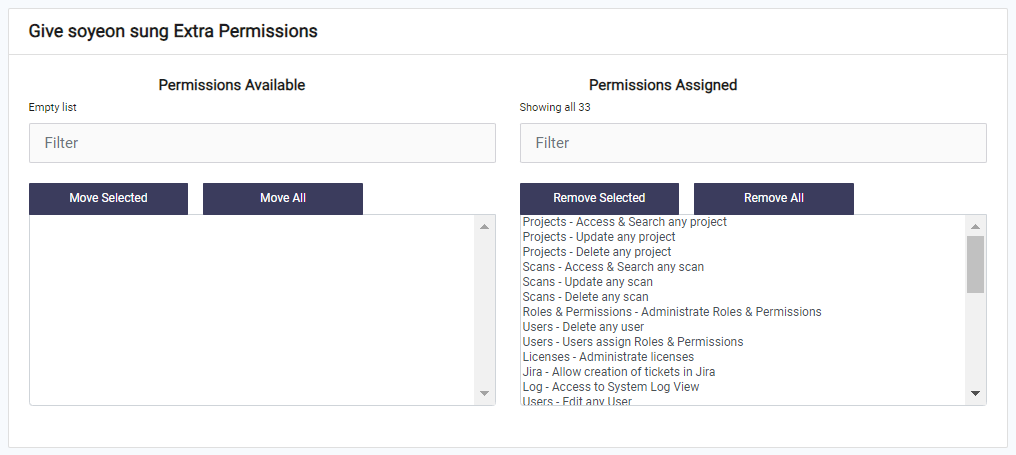 Give soyeon sung Extra Permissions
Permissions Available
Empty list
Filter
Move Selected
Move All
Permissions Assigned
Showing all 33
Filter
Remove Selected
Remove All
Projects - Access & Search any project
Projects - Update any project
Projects - Delete any project
Scans - Access & Search any scan
Scans - Update any scan
Scans - Delete any scan
Roles & Permissions - Administrate Roles & Permissions
Users - Delete any user
Users - Users assign Roles & Permissions
Licenses - Administrate licenses
Jira - Allow creation of tickets in Jira
Log - Access to System Log View
Users - Edit any User